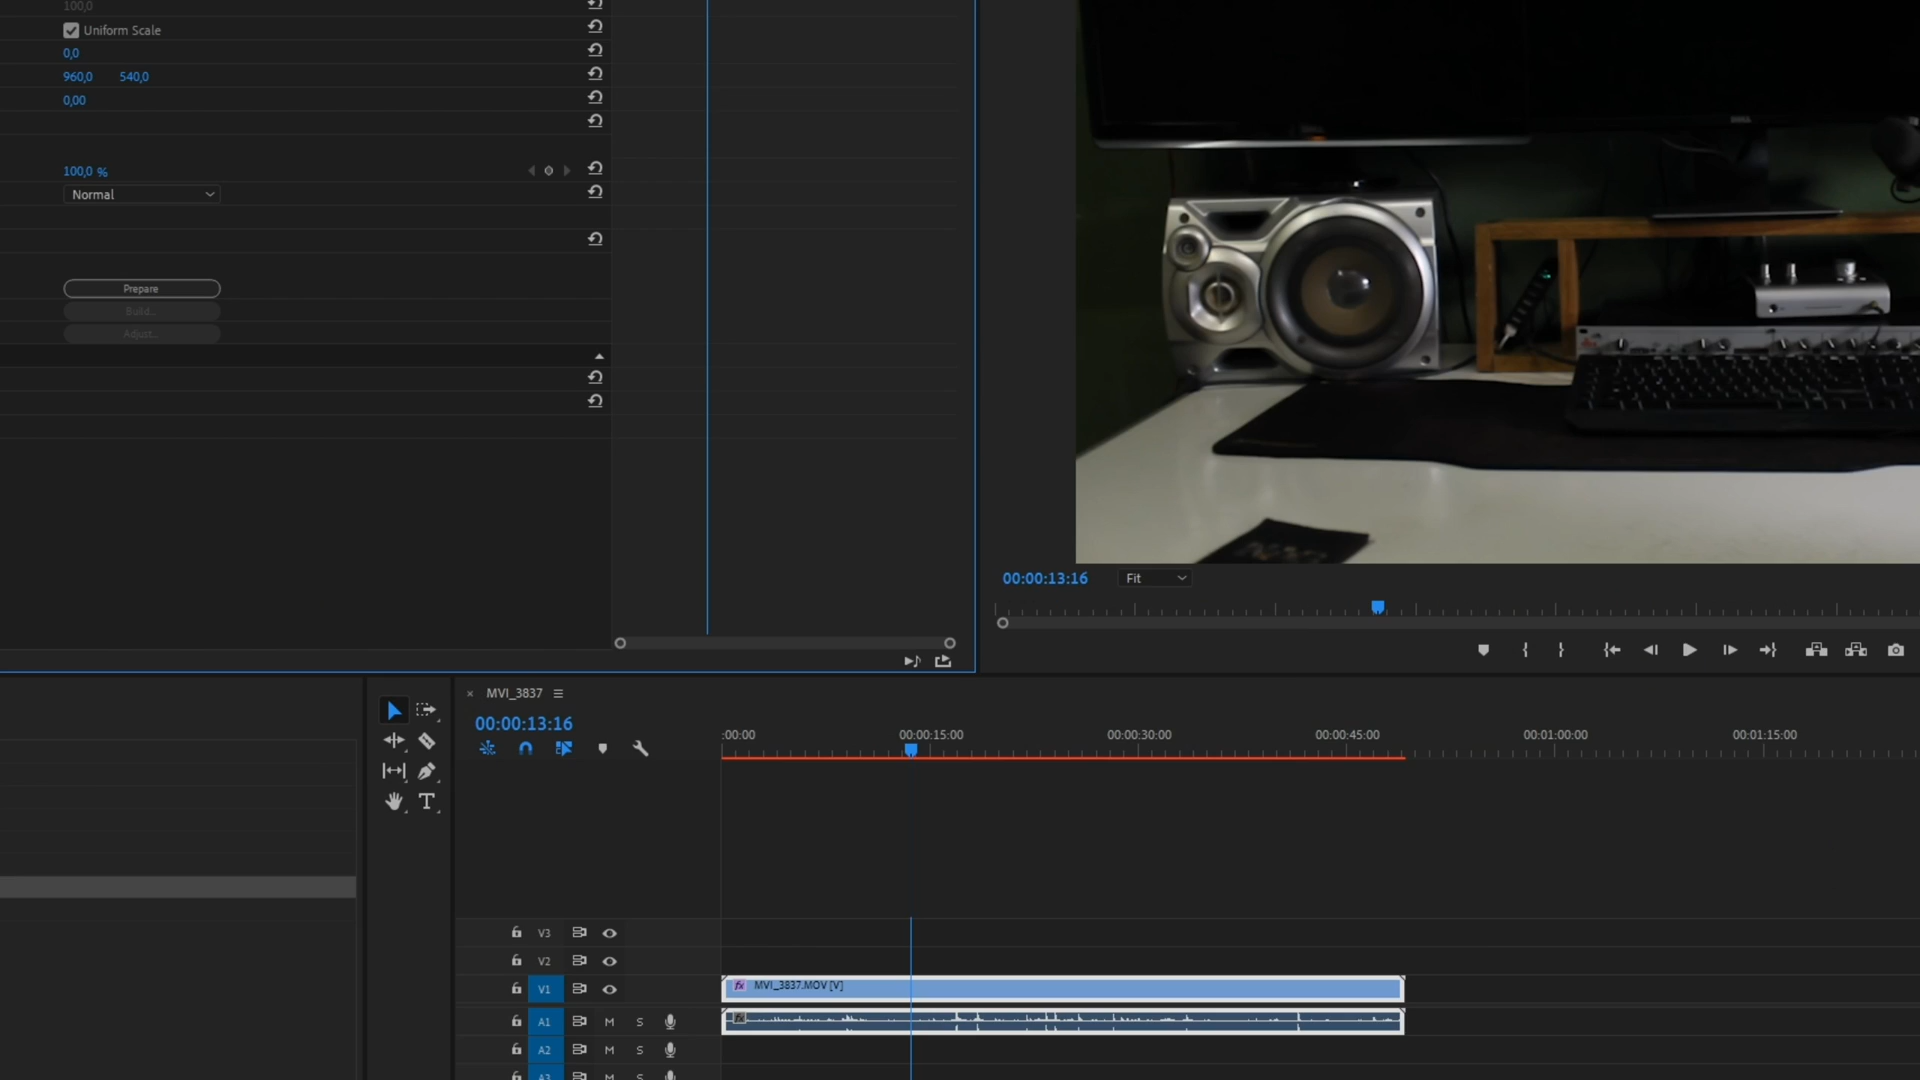 100,0
Uniform Scale
0,0
960,0 540,0
0,00
100,0 %
Normal
Prepare
Build...
Adjust...
00:00:13:16 Fit
× MVI_3837
00:00:13:16
:00:00 00:00:15:00 00:00:30:00 00:00:45:00 00:01:00:00 00:01:15:00
V3
V2
V1 fx MVI_3837.MOV [V]
A1 M S fx
A2 M S
A3 M S